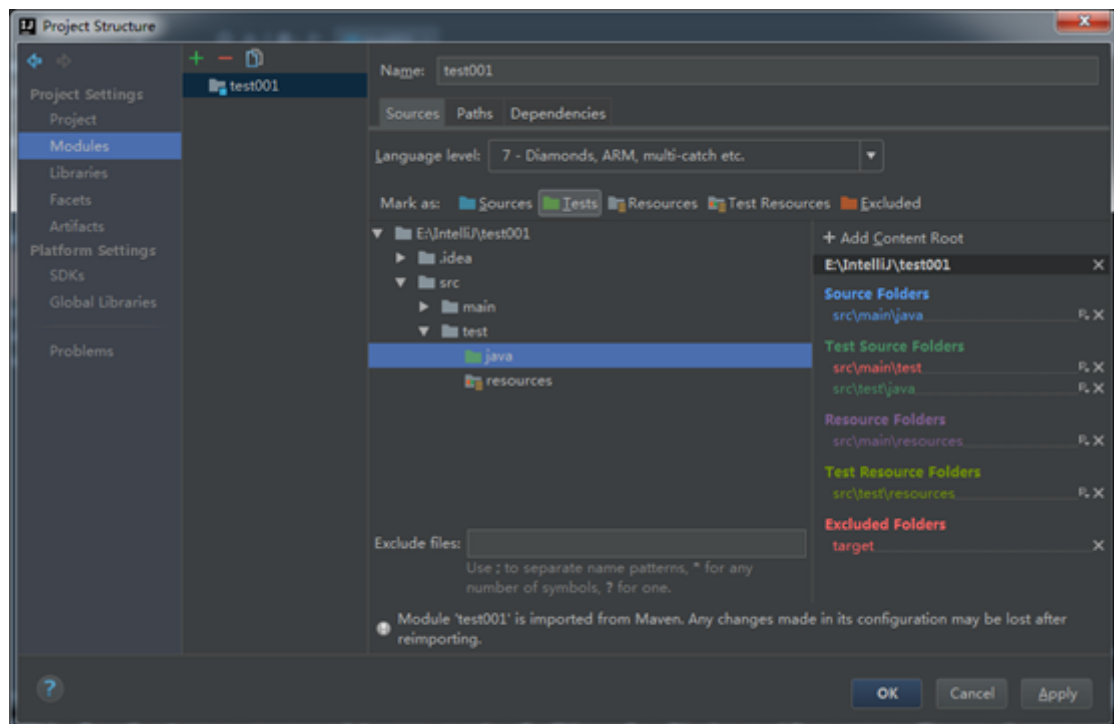 Project Structure
Project Settings
Project
Modules
Libraries
Facets
Artifacts
Platform Settings
SDKs
Global Libraries
Problems
test001
Name: test001
Sources Paths Dependencies
Language level: 7 - Diamonds, ARM, multi-catch etc.
Mark as: Sources Tests Resources Test Resources Excluded
E:\IntelliJ\test001
.idea
src
main
test
java
resources
+ Add Content Root
E:\IntelliJ\test001
Source Folders
src\main\java
Test Source Folders
src\main\test
src\test\java
Resource Folders
src\main\resources
Test Resource Folders
src\test\resources
Excluded Folders
target
Exclude files:
Use ; to separate name patterns, * for any
number of symbols, ? for one.
Module 'test001' is imported from Maven. Any changes made in its configuration may be lost after
reimporting.
?
OK Cancel Apply